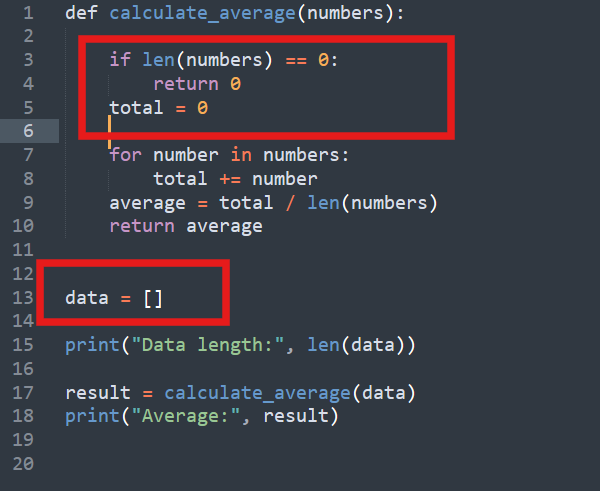 1 def calculate_average(numbers):
2
3     if len(numbers) == 0:
4         return 0
5     total = 0
6
7     for number in numbers:
8         total += number
9     average = total / len(numbers)
10     return average
11
12
13 data = []
14
15 print("Data length:", len(data))
16
17 result = calculate_average(data)
18 print("Average:", result)
19
20